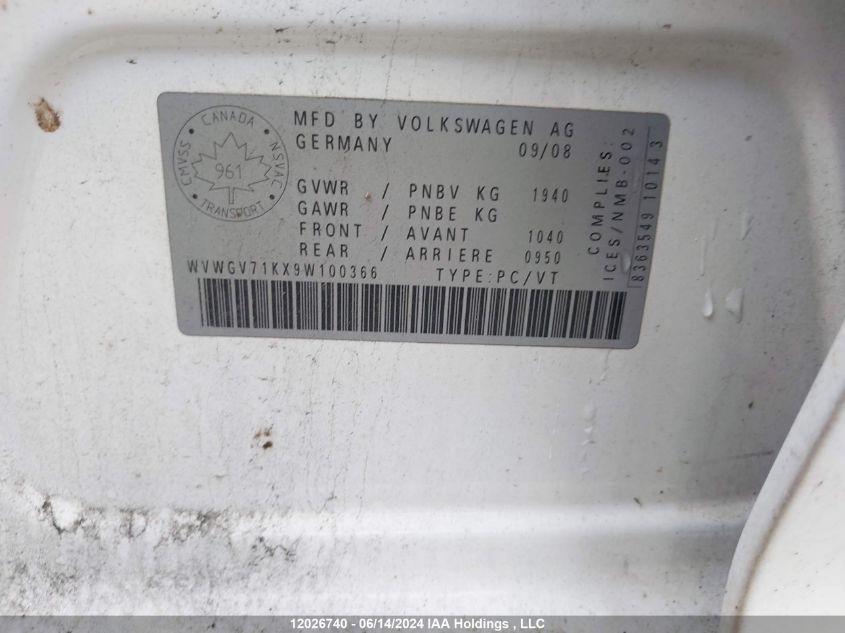 CANADA
CMVSS
NSVAC
961
• TRANSPORT •
MFD BY VOLKSWAGEN AG
GERMANY 09/08
GVWR / PNBV KG 1940
GAWR / PNBE KG
FRONT / AVANT 1040
REAR / ARRIERE 0950
WVWGV71KX9W100366 TYPE:PC/VT
COMPLIES:
ICES/NMB-002
8363549 1014 3
12026740 - 06/14/2024 IAA Holdings , LLC